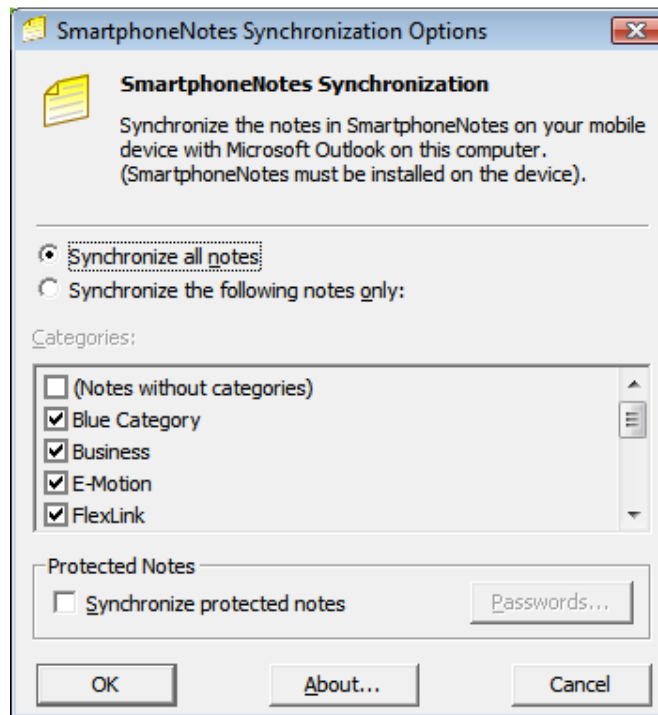 SmartphoneNotes Synchronization Options
SmartphoneNotes Synchronization
Synchronize the notes in SmartphoneNotes on your mobile
device with Microsoft Outlook on this computer.
(SmartphoneNotes must be installed on the device).
Synchronize all notes
Synchronize the following notes only:
Categories:
(Notes without categories)
Blue Category
Business
E-Motion
FlexLink
Protected Notes
Synchronize protected notes
Passwords...
OK
About...
Cancel